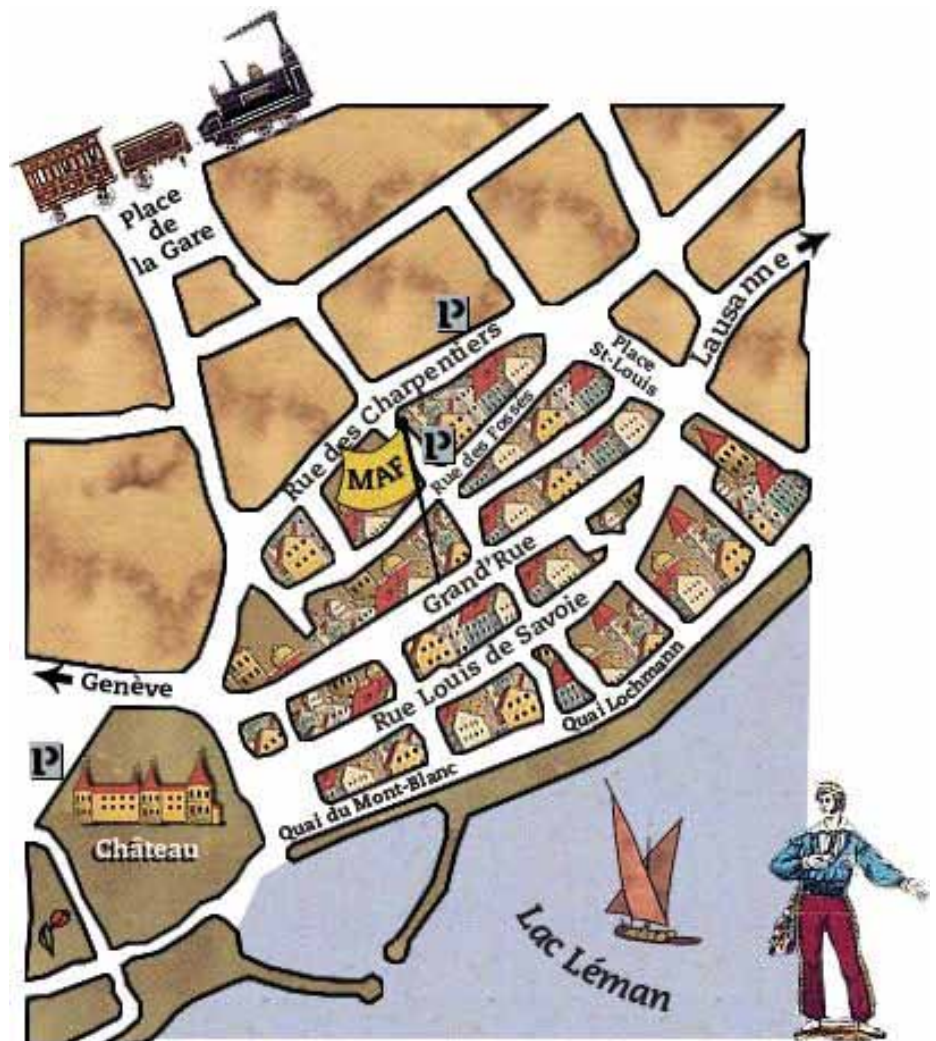 Place
de
la Gare
P
Rue des Charpentiers
Lausanne
Place
St-Louis
P
Rue des Fossés
MAF
Grand'Rue
Rue Louis de Savoie
Genève
Quai Lochmann
P
Quai du Mont-Blanc
Château
Lac Léman